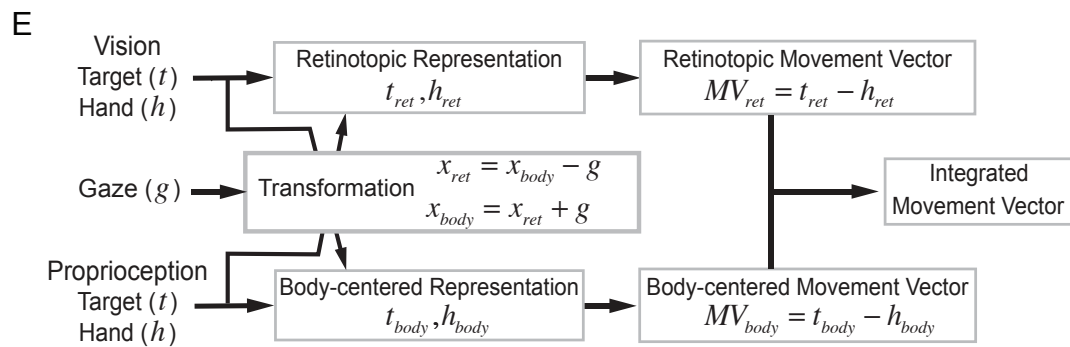 E
Vision
Target (t)
Hand (h)
Retinotopic Representation
t_ret , h_ret
Retinotopic Movement Vector
MV_ret = t_ret − h_ret
Gaze (g)
Transformation
x_ret = x_body − g
x_body = x_ret + g
Integrated
Movement Vector
Proprioception
Target (t)
Hand (h)
Body-centered Representation
t_body , h_body
Body-centered Movement Vector
MV_body = t_body − h_body